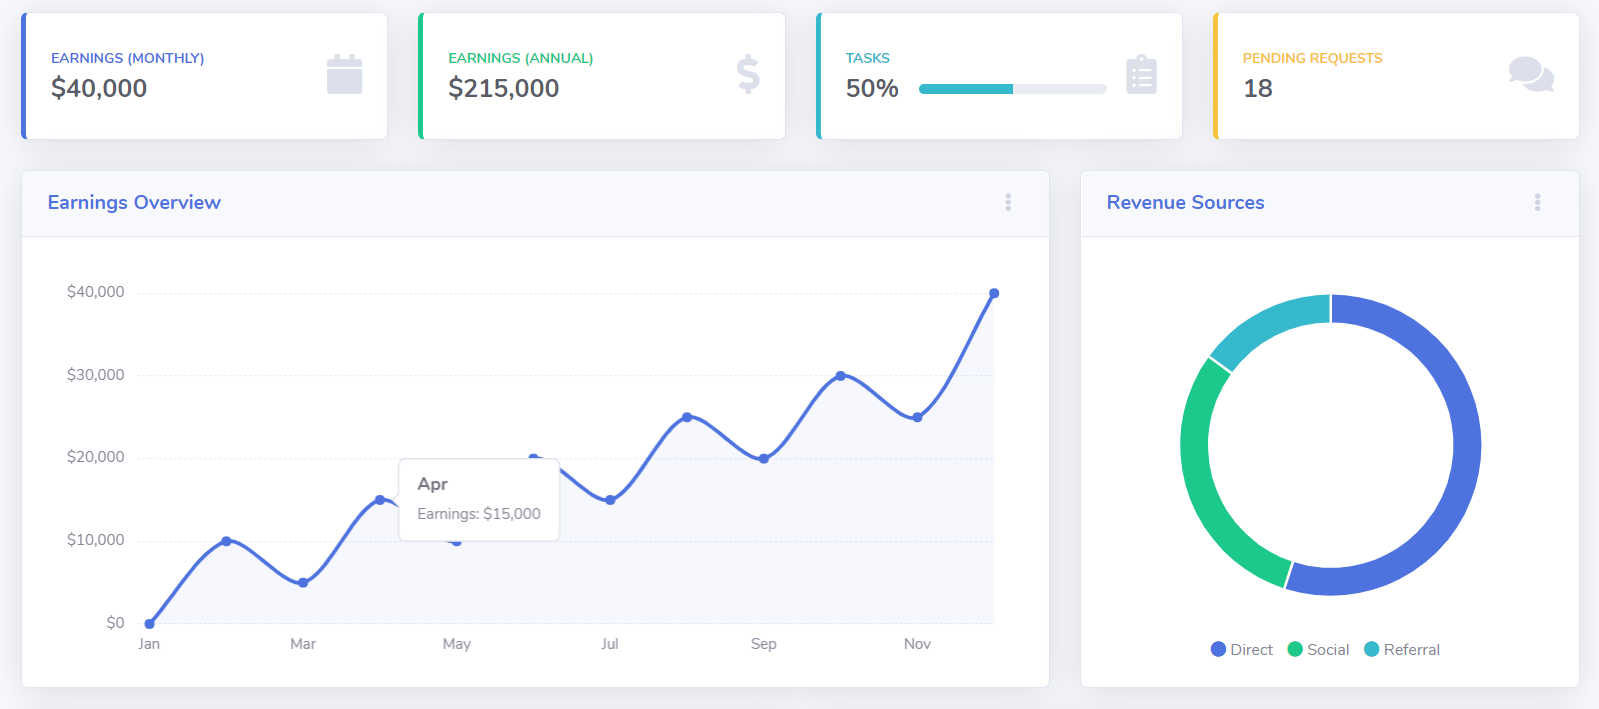 EARNINGS (MONTHLY)
$40,000
EARNINGS (ANNUAL)
$215,000
TASKS
50%
PENDING REQUESTS
18
Earnings Overview
$40,000
$30,000
$20,000
$10,000
$0
Apr
Earnings: $15,000
Jan Mar May Jul Sep Nov
Revenue Sources
Direct Social Referral